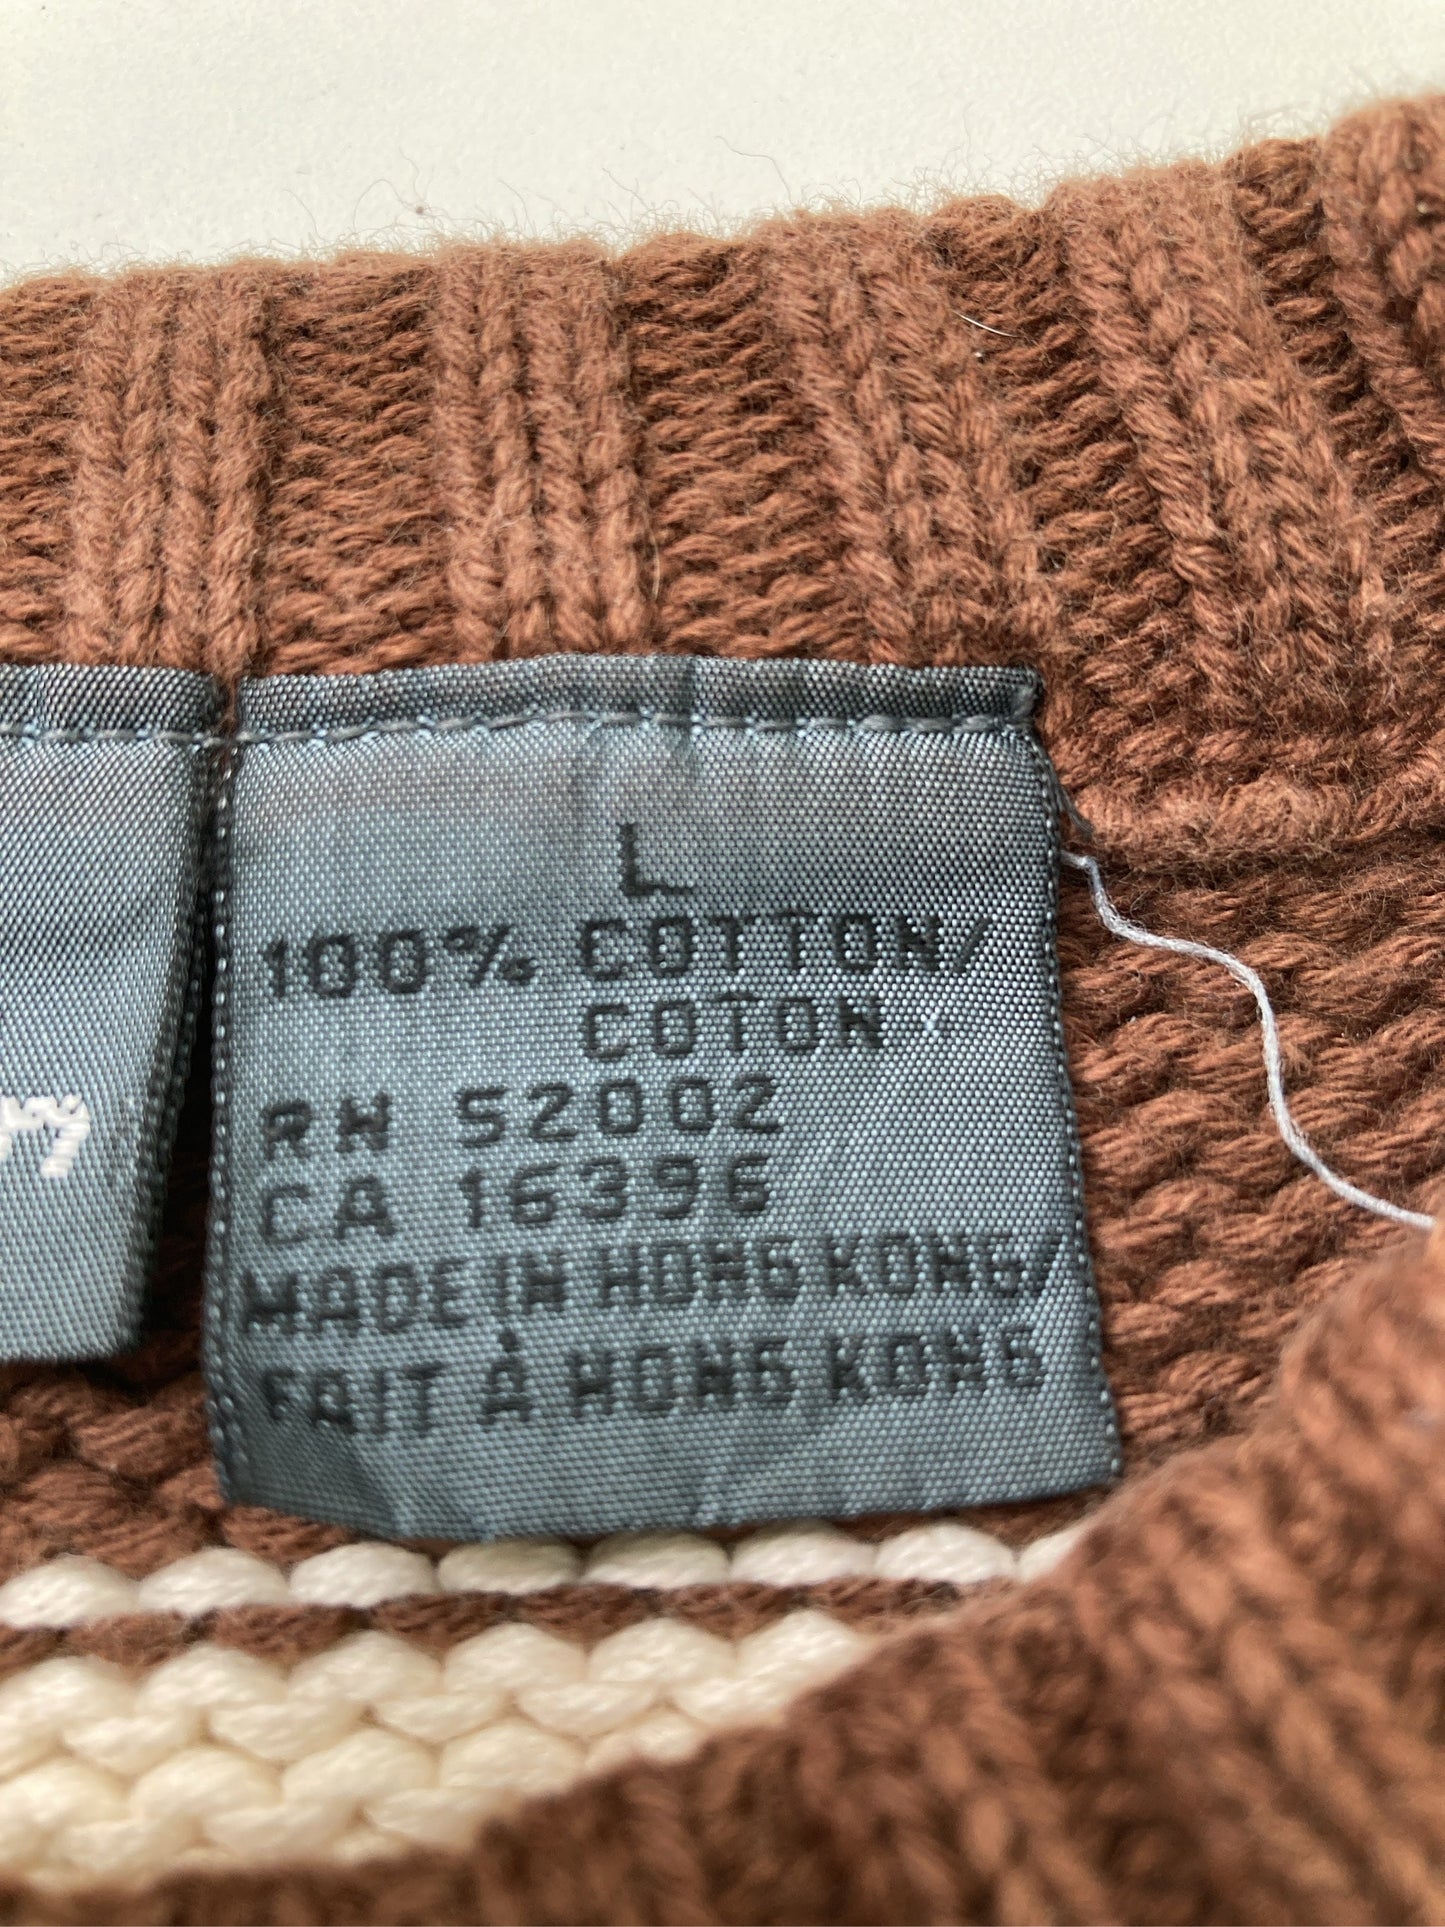 L
100% COTTON/
COTON
RN 52002
CA 16396
MADE IN HONG KONG/
FAIT À HONG KONG